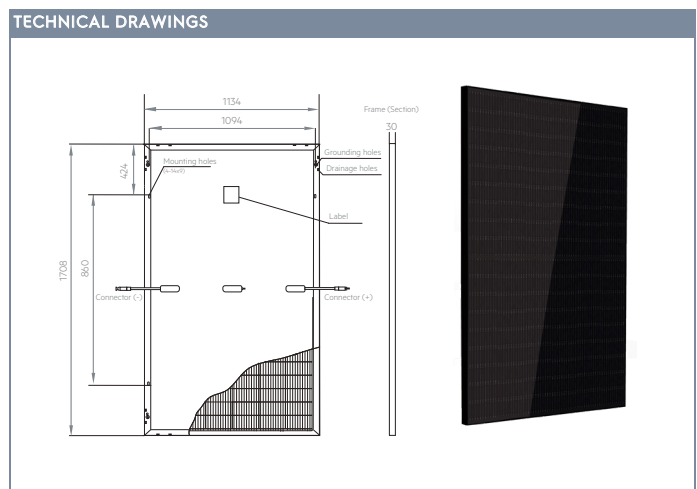 TECHNICAL DRAWINGS
1134
Frame (Section)
1094
30
Grounding holes
Mounting holes
Drainage holes
424
Label
1708
860
Connector (-)
Connector (+)